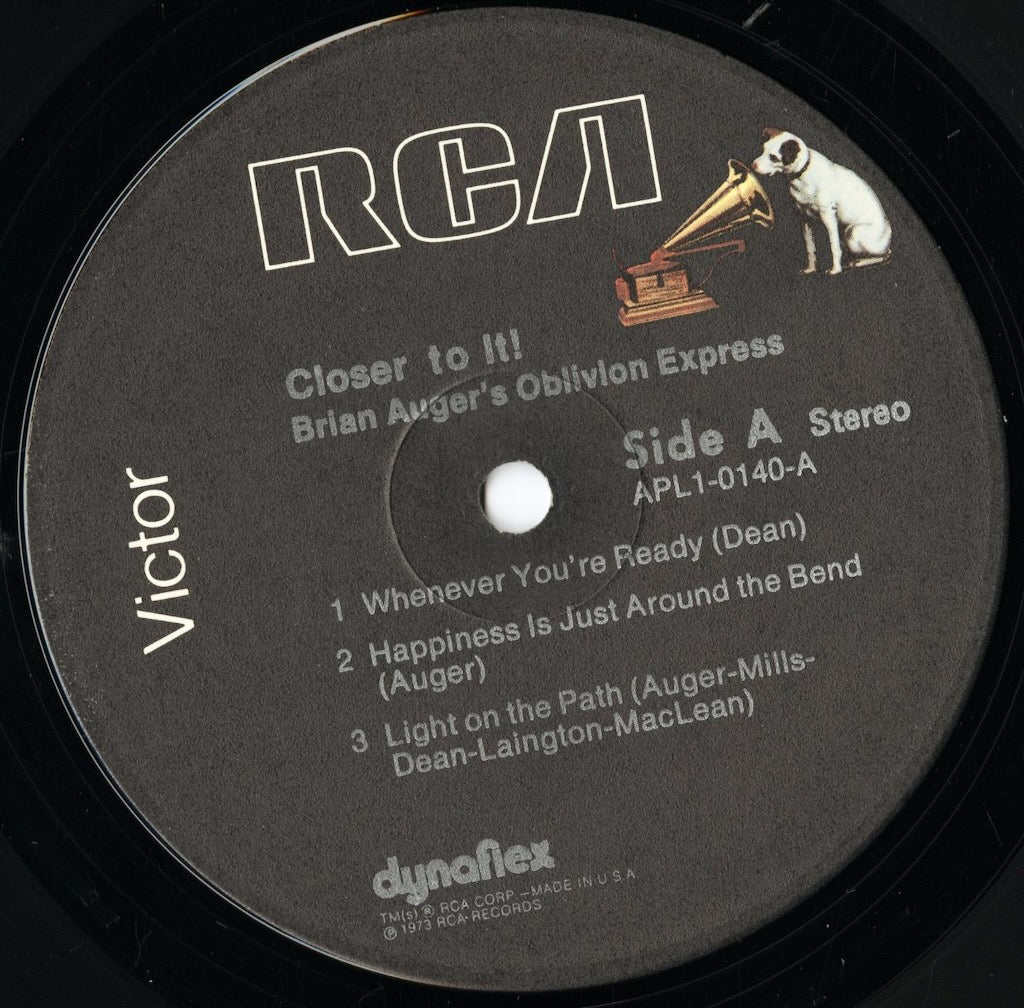 RCA
Closer to It!
Brian Auger's Oblivion Express
Side A Stereo
APL1-0140-A
Victor
1 Whenever You're Ready (Dean)
2 Happiness Is Just Around the Bend
(Auger)
3 Light on the Path (Auger-Mills-
Dean-Laington-MacLean)
dynaflex
TM(s) ® RCA CORP.—MADE IN U.S.A
℗ 1973 RCA RECORDS